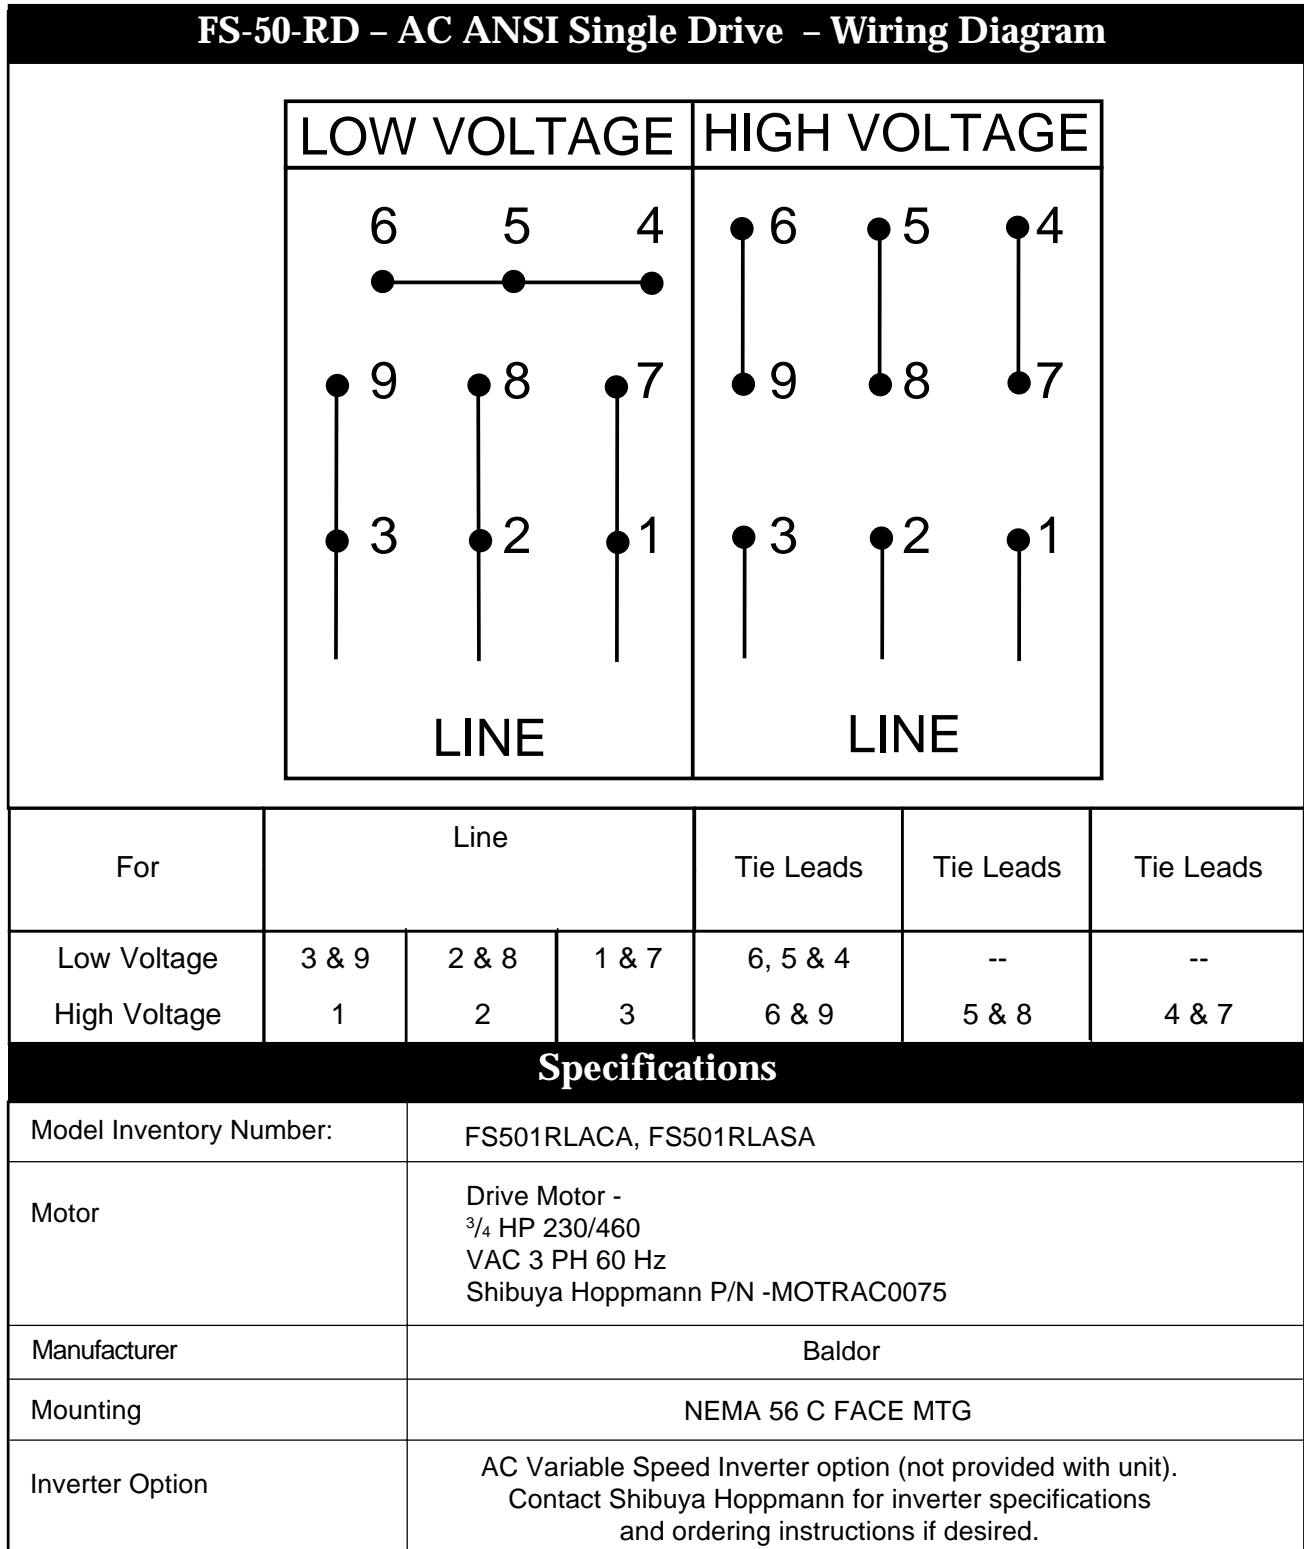 FS-50-RD – AC ANSI Single Drive – Wiring Diagram
LOW VOLTAGE HIGH VOLTAGE
6 5 4 6 5 4
9 8 7 9 8 7
3 2 1 3 2 1
LINE LINE
For Line Tie Leads Tie Leads Tie Leads
Low Voltage 3 & 9 2 & 8 1 & 7 6, 5 & 4 -- --
High Voltage 1 2 3 6 & 9 5 & 8 4 & 7
Specifications
Model Inventory Number: FS501RLACA, FS501RLASA
Motor
Drive Motor -
3/4 HP 230/460
VAC 3 PH 60 Hz
Shibuya Hoppmann P/N -MOTRAC0075
Manufacturer Baldor
Mounting NEMA 56 C FACE MTG
Inverter Option
AC Variable Speed Inverter option (not provided with unit).
Contact Shibuya Hoppmann for inverter specifications
and ordering instructions if desired.